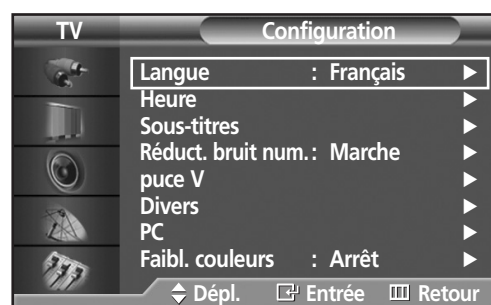 TV Configuration
Langue : Français
Heure
Sous-titres
Réduct. bruit num. : Marche
puce V
Divers
PC
Faibl. couleurs : Arrêt
Dépl. Entrée Retour